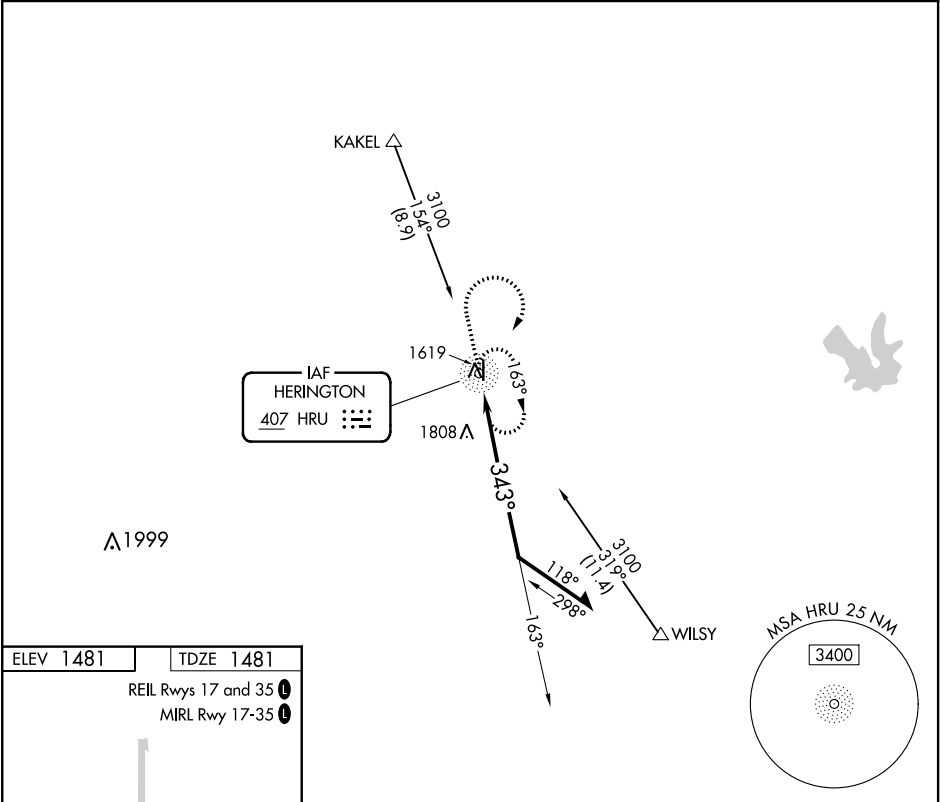 KAKEL
3100
154°
(8.9)
1619
163°
IAF
HERINGTON
407 HRU
1808
343°
1999
3100
319°
(11.4)
118°
298°
163°
WILSY
MSA HRU 25 NM
3400
ELEV 1481
TDZE 1481
REIL Rwys 17 and 35 L
MIRL Rwy 17-35 L